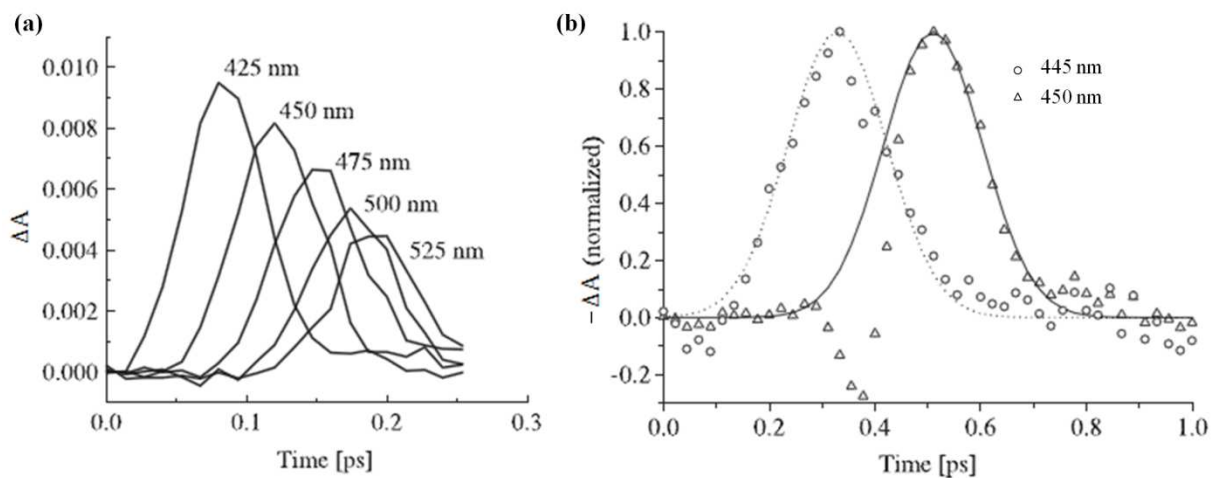 (a)
ΔA
0.010
0.008
0.006
0.004
0.002
0.000
425 nm
450 nm
475 nm
500 nm
525 nm
0.0
0.1
0.2
0.3
Time [ps]
(b)
− ΔA (normalized)
1.0
0.8
0.6
0.4
0.2
0.0
-0.2
445 nm
450 nm
0.0
0.2
0.4
0.6
0.8
1.0
Time [ps]